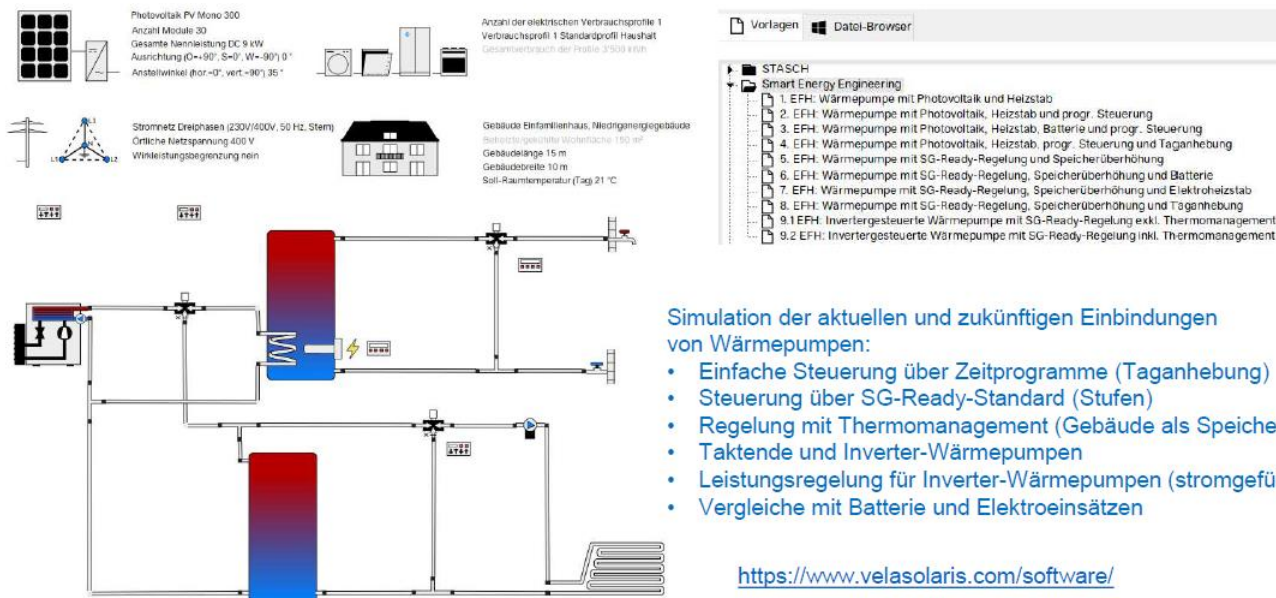 Photovoltaik PV Mono 300
Anzahl Module 30
Gesamte Nennleistung DC 9 kW
Ausrichtung (O=+90°, S=0°, W=-90°) 0 °
Anstellwinkel (hor.=0°, vert.=90°) 35 °
Anzahl der elektrischen Verbrauchsprofile 1
Verbrauchsprofil 1 Standardprofil Haushalt
Gesamtverbrauch der Profile 3'500 kWh
L1
N
L3
L2
Stromnetz Dreiphasen (230V/400V, 50 Hz, Stern)
Örtliche Netzspannung 400 V
Wirkleistungsbegrenzung nein
Gebäude Einfamilienhaus, Niedrigenergiegebäude
Beheizte/gekühlte Wohnfläche 150 m²
Gebäudelänge 15 m
Gebäudebreite 10 m
Soll-Raumtemperatur (Tag) 21 °C
Vorlagen
Datei-Browser
STASCH
Smart Energy Engineering
1. EFH: Wärmepumpe mit Photovoltaik und Heizstab
2. EFH: Wärmepumpe mit Photovoltaik, Heizstab und progr. Steuerung
3. EFH: Wärmepumpe mit Photovoltaik, Heizstab, Batterie und progr. Steuerung
4. EFH: Wärmepumpe mit Photovoltaik, Heizstab, progr. Steuerung und Taganhebung
5. EFH: Wärmepumpe mit SG-Ready-Regelung und Speicherüberhöhung
6. EFH: Wärmepumpe mit SG-Ready-Regelung, Speicherüberhöhung und Batterie
7. EFH: Wärmepumpe mit SG-Ready-Regelung, Speicherüberhöhung und Elektroheizstab
8. EFH: Wärmepumpe mit SG-Ready-Regelung, Speicherüberhöhung und Taganhebung
9.1 EFH: Invertergesteuerte Wärmepumpe mit SG-Ready-Regelung exkl. Thermomanagement
9.2 EFH: Invertergesteuerte Wärmepumpe mit SG-Ready-Regelung inkl. Thermomanagement
Simulation der aktuellen und zukünftigen Einbindungen
von Wärmepumpen:
• Einfache Steuerung über Zeitprogramme (Taganhebung)
• Steuerung über SG-Ready-Standard (Stufen)
• Regelung mit Thermomanagement (Gebäude als Speiche
• Taktende und Inverter-Wärmepumpen
• Leistungsregelung für Inverter-Wärmepumpen (stromgefü
• Vergleiche mit Batterie und Elektroeinsätzen
https://www.velasolaris.com/software/